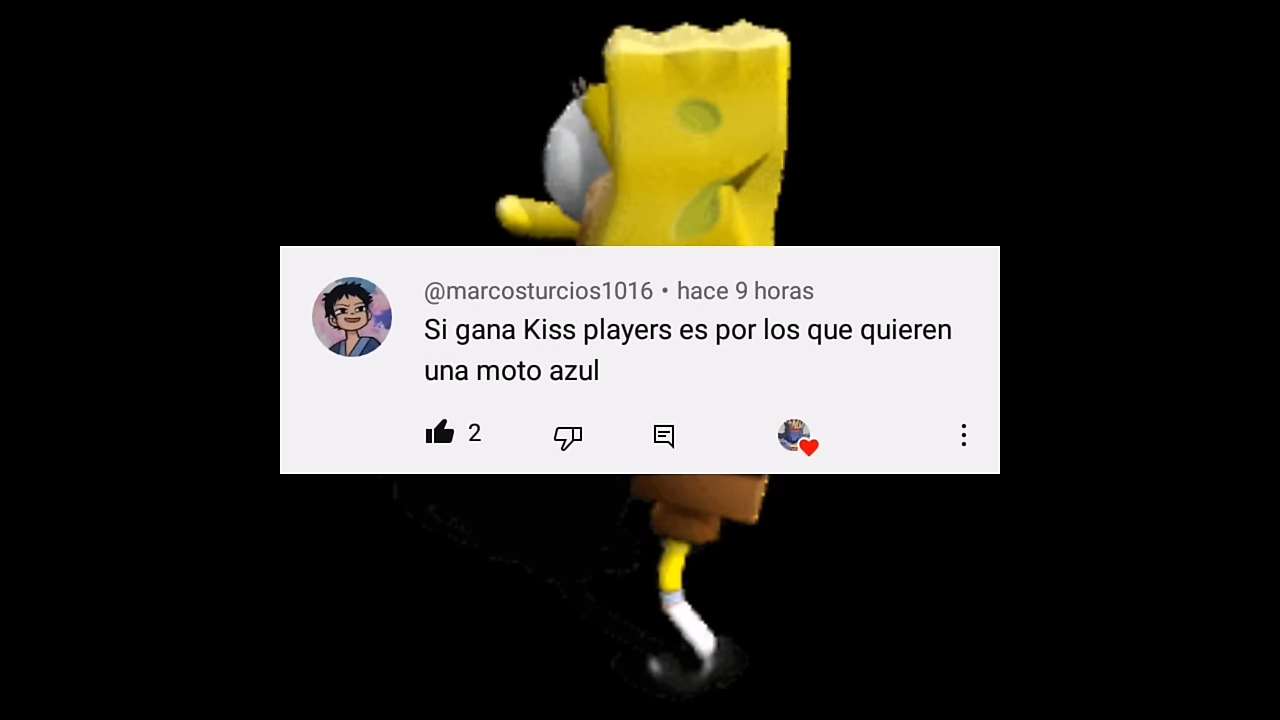 @marcosturcios1016 • hace 9 horas
Si gana Kiss players es por los que quieren
una moto azul
2